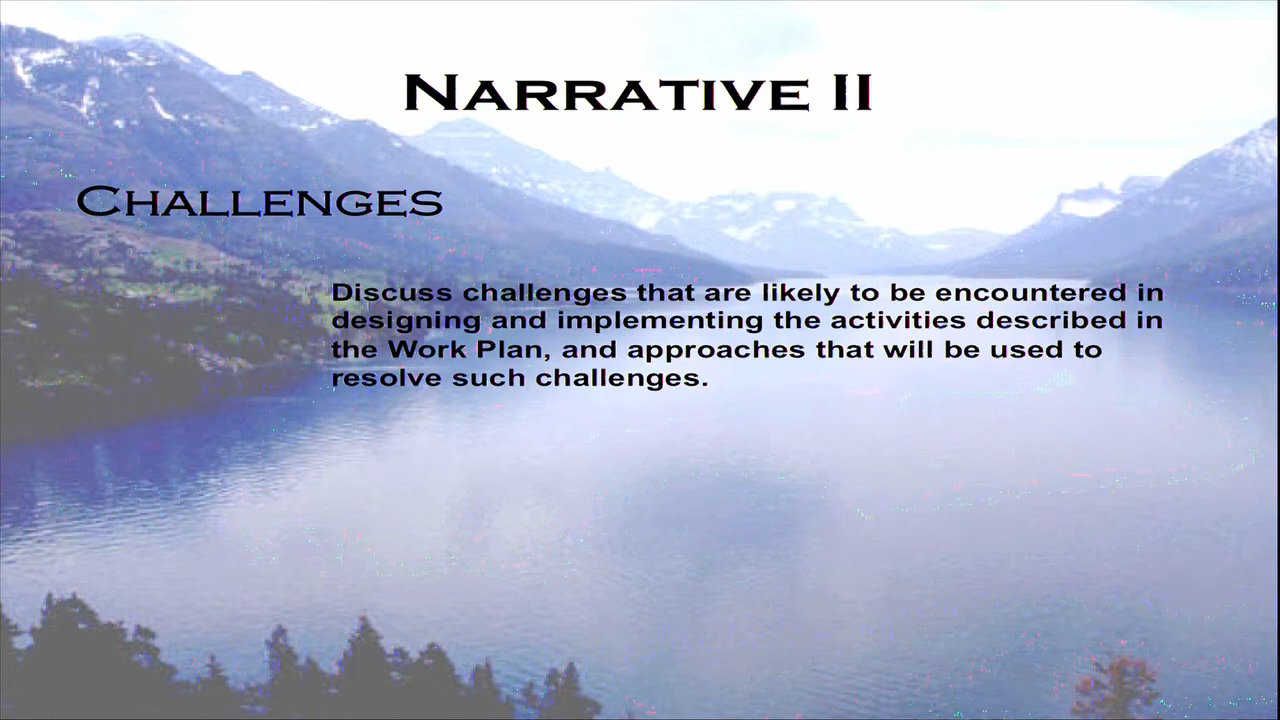 Narrative II
Challenges
Discuss challenges that are likely to be encountered in
designing and implementing the activities described in
the Work Plan, and approaches that will be used to
resolve such challenges.